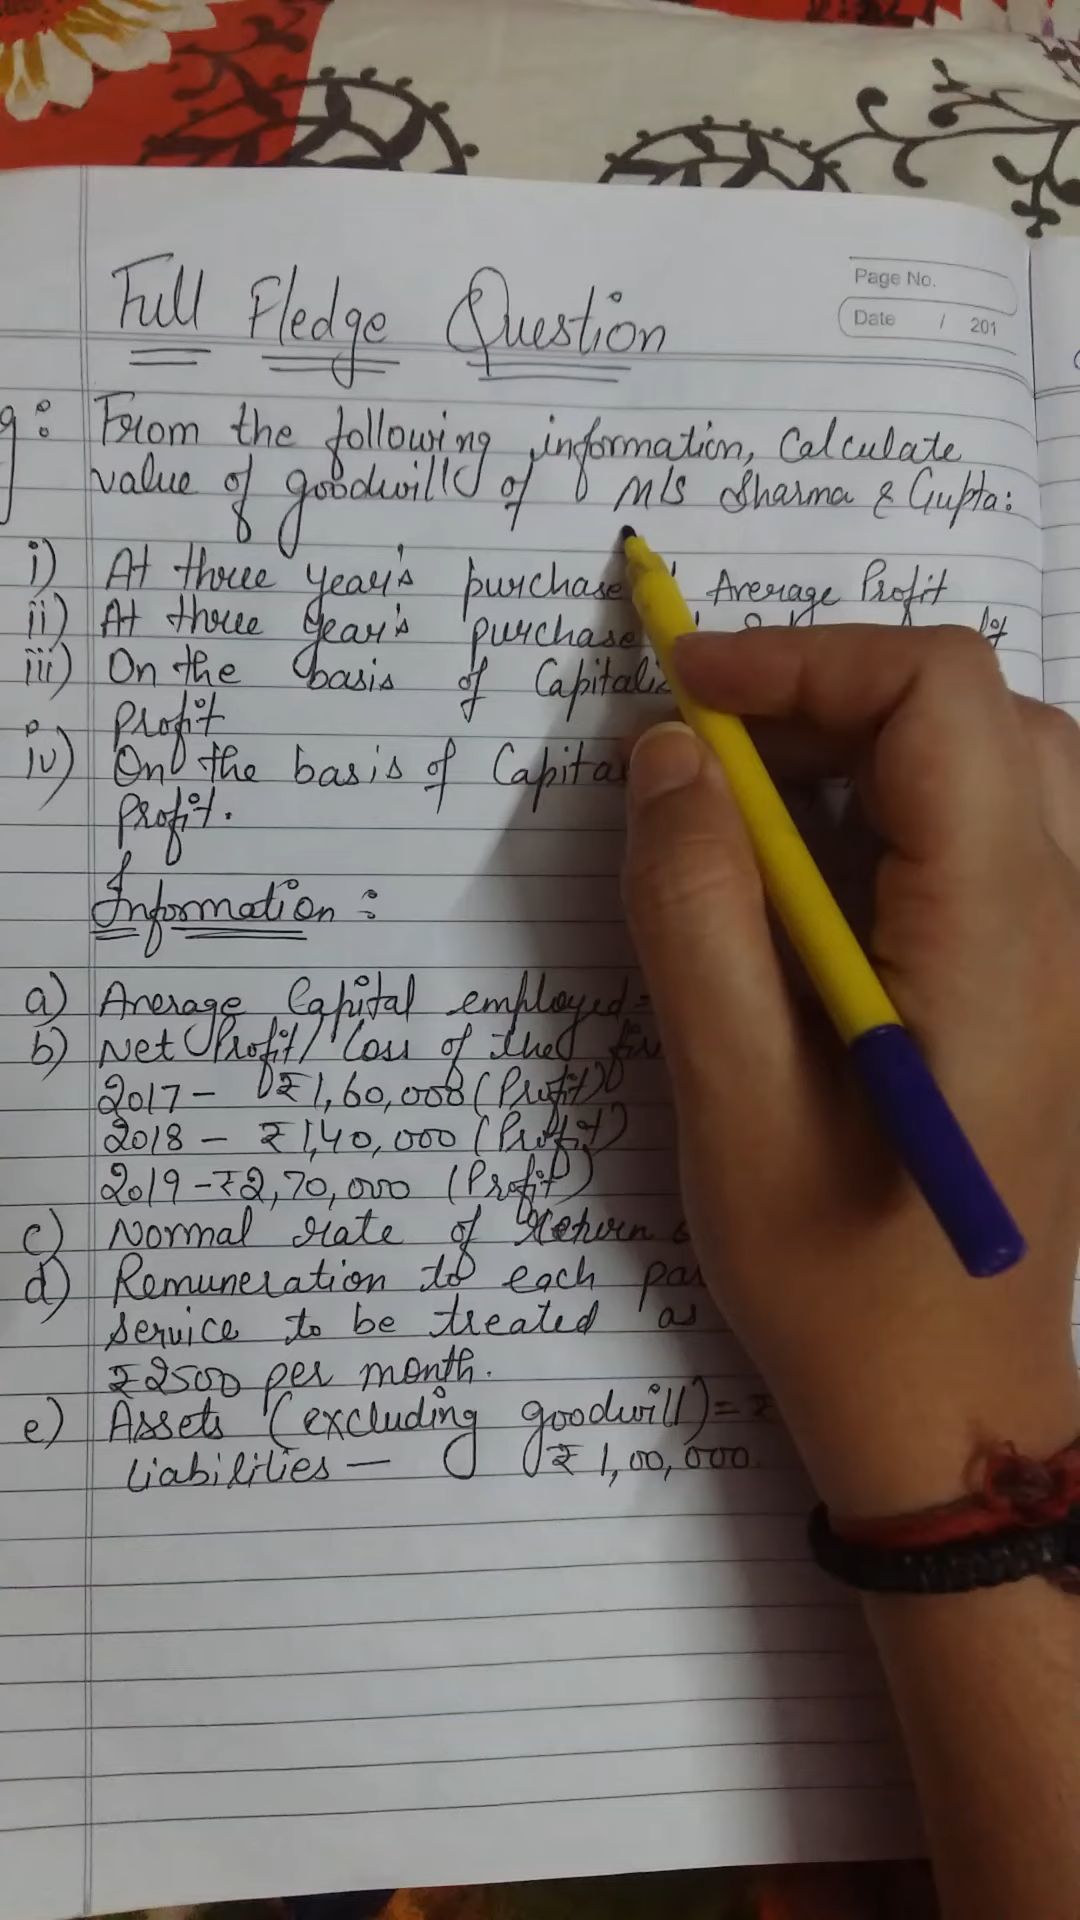 Page No.
Date / 201
Full Fledge Question
g: From the following information, Calculate
value of goodwill of M/S Sharma & Gupta:
i) At three year's purchase Average Profit
ii) At three year's purchase
iii) On the basis of
Profit
iv) On the basis of
Profit.
Information :
a) Average Capital employed =
b) Net Profit/ Loss of the
2017 - ₹1,60,000 (Profit)
2018 - ₹1,40,000 (Profit)
2019 - ₹2,70,000 (Profit)
c) Normal rate of Return
d) Remuneration to each
service to be treated as
₹2500 per month.
e) Assets (excluding goodwill) = ₹
Liabilities - ₹1,00,000